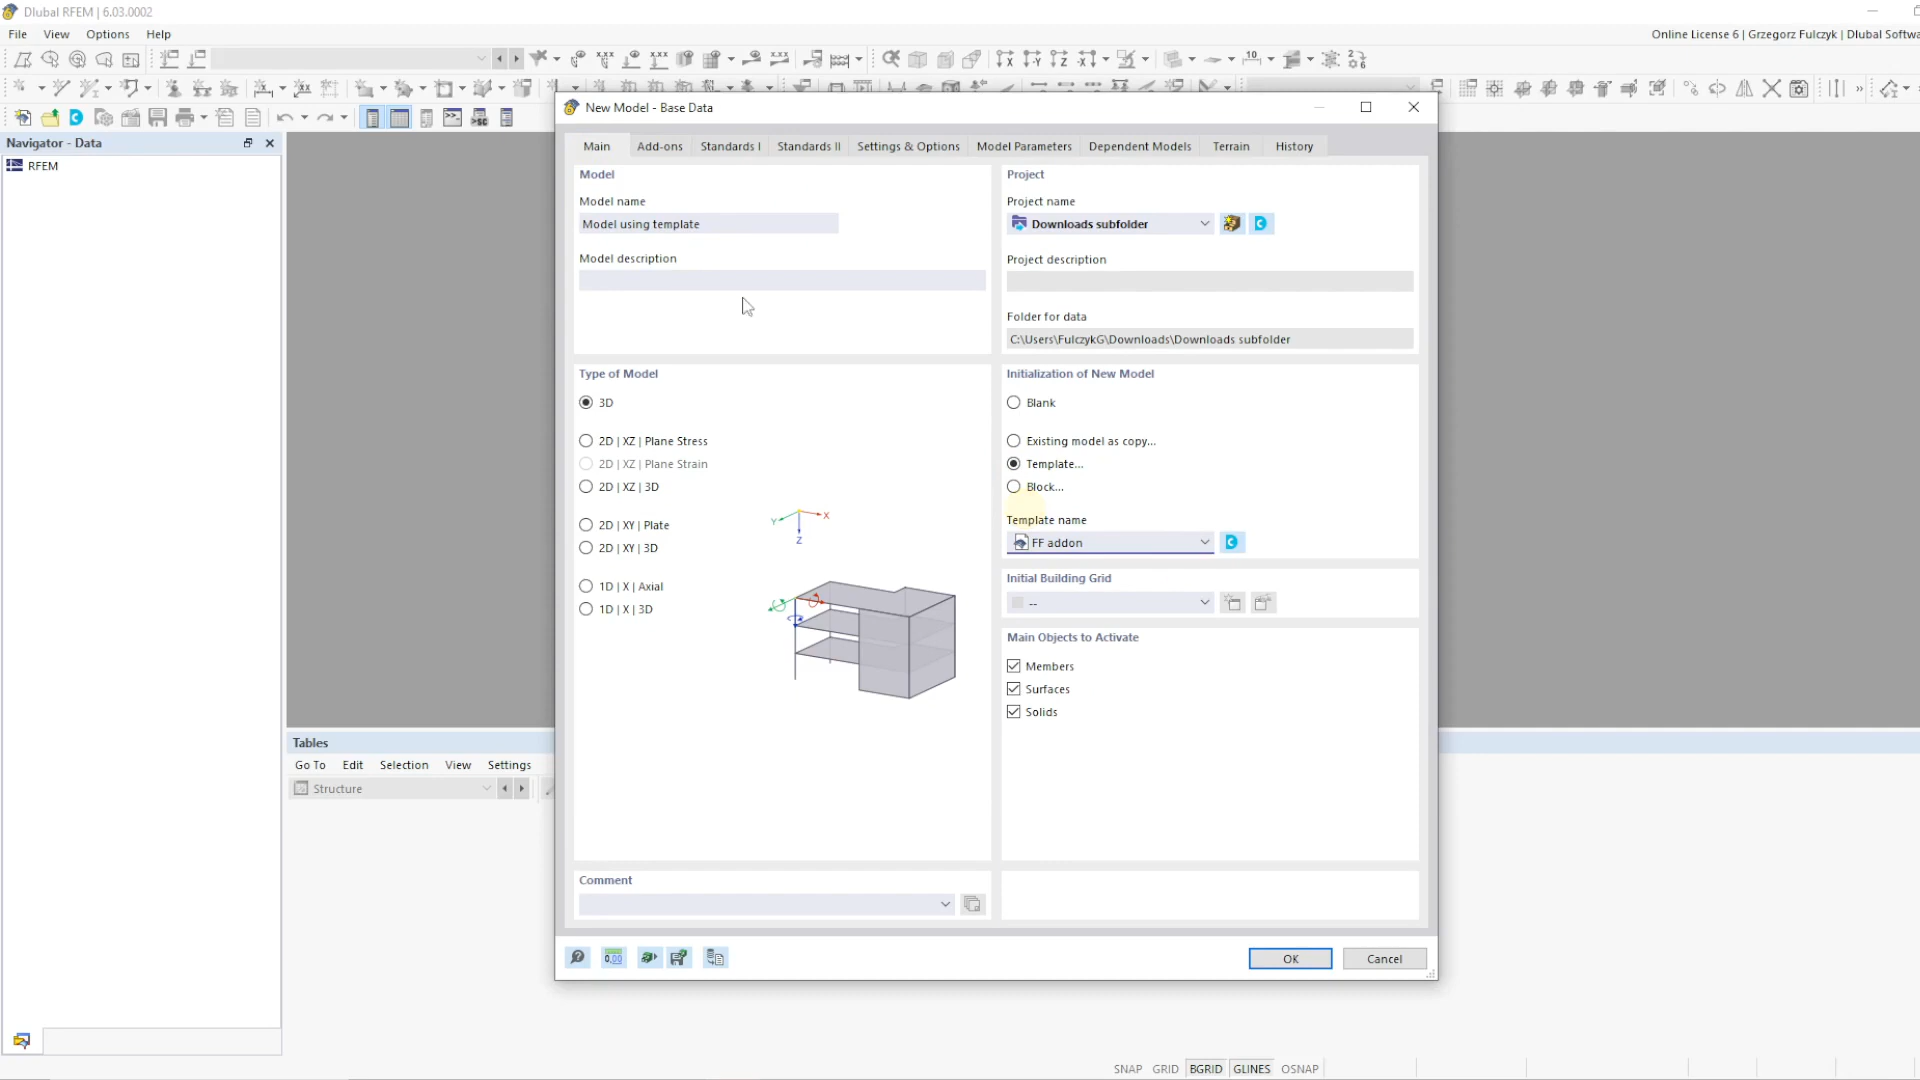 Dlubal RFEM | 6.03.0002
File View Options Help
Online License 6 | Grzegorz Fulczyk | Dlubal Softwa
Navigator - Data
RFEM
New Model - Base Data
Main Add-ons Standards I Standards II Settings & Options Model Parameters Dependent Models Terrain History
Model
Model name
Model using template
Model description
Project
Project name
Downloads subfolder
Project description
Folder for data
C:\Users\FulczykG\Downloads\Downloads subfolder
Type of Model
3D
2D | XZ | Plane Stress
2D | XZ | Plane Strain
2D | XZ | 3D
2D | XY | Plate
2D | XY | 3D
1D | X | Axial
1D | X | 3D
Y X
Z
Initialization of New Model
Blank
Existing model as copy...
Template...
Block...
Template name
FF addon
Initial Building Grid
--
Main Objects to Activate
Members
Surfaces
Solids
Comment
0,00
OK Cancel
Tables
Go To Edit Selection View Settings
Structure
SNAP GRID BGRID GLINES OSNAP